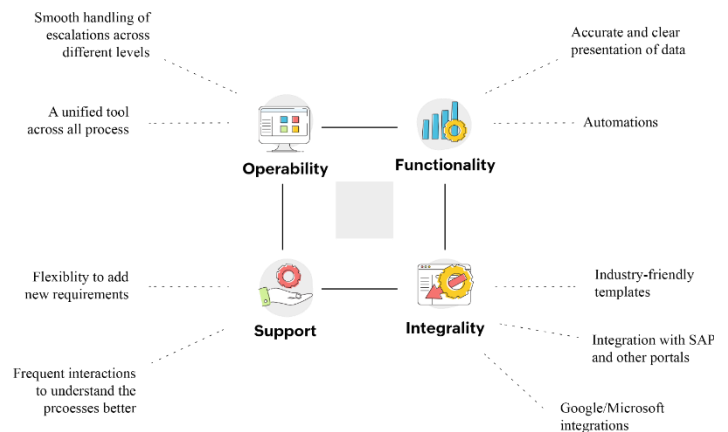 Smooth handling of
escalations across
different levels
A unified tool
across all process
Operability
Accurate and clear
presentation of data
Automations
Functionality
Flexiblity to add
new requirements
Frequent interactions
to understand the
prcoesses better
Support
Industry-friendly
templates
Integration with SAP
and other portals
Google/Microsoft
integrations
Integrality